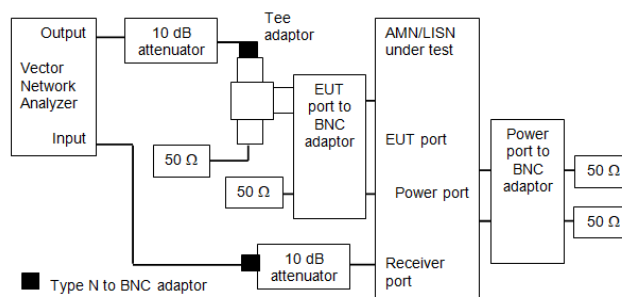 Output
Vector
Network
Analyzer
Input
10 dB
attenuator
Tee
adaptor
50 Ω
50 Ω
EUT
port to
BNC
adaptor
AMN/LISN
under test
EUT port
Power port
Receiver
port
Power
port to
BNC
adaptor
50 Ω
50 Ω
10 dB
attenuator
Type N to BNC adaptor